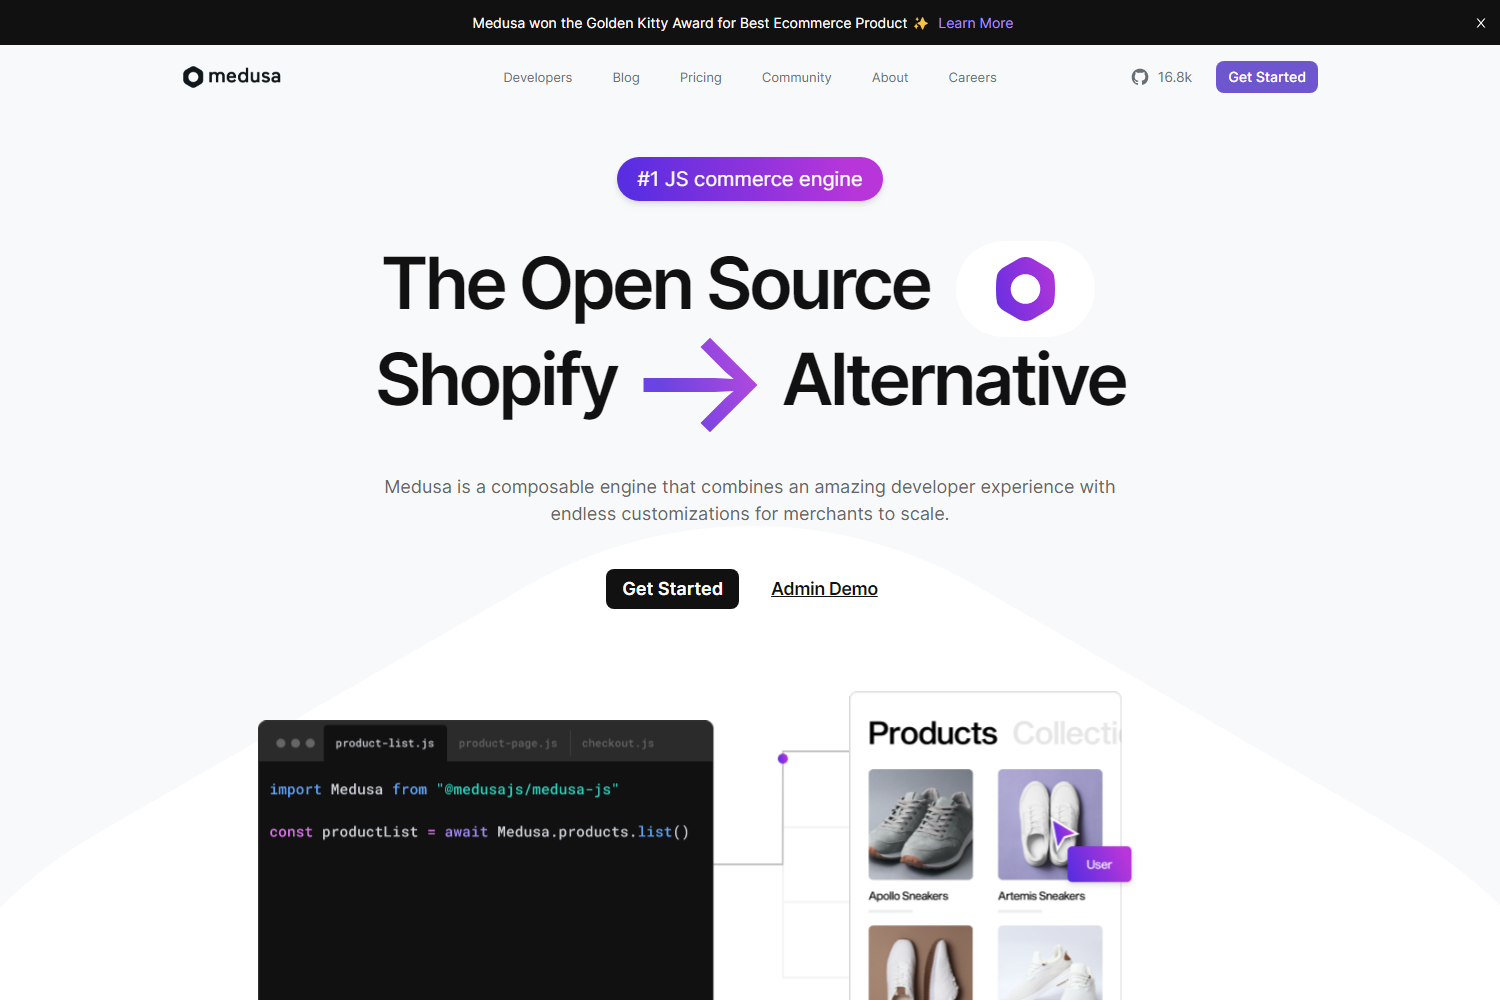 Medusa won the Golden Kitty Award for Best Ecommerce Product ✨ Learn More
X
medusa
Developers
Blog
Pricing
Community
About
Careers
16.8k
Get Started
#1 JS commerce engine
The Open Source
Shopify → Alternative
Medusa is a composable engine that combines an amazing developer experience with
endless customizations for merchants to scale.
Get Started
Admin Demo
product-list.js
product-page.js
checkout.js
import Medusa from "@medusajs/medusa-js"
const productList = await Medusa.products.list()
Products
Collecti
User
Apollo Sneakers
Artemis Sneakers